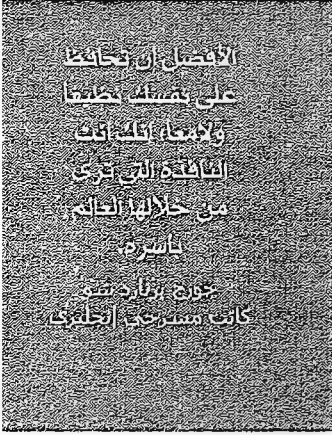 الأفضل أن تحافظ
على نفسك نظيفا
ولامعا، إنك أنت
النافذة التي ترى
من خلالها العالم
بأسره.
جورج برنارد شو
كاتب مسرحي إنجليزي